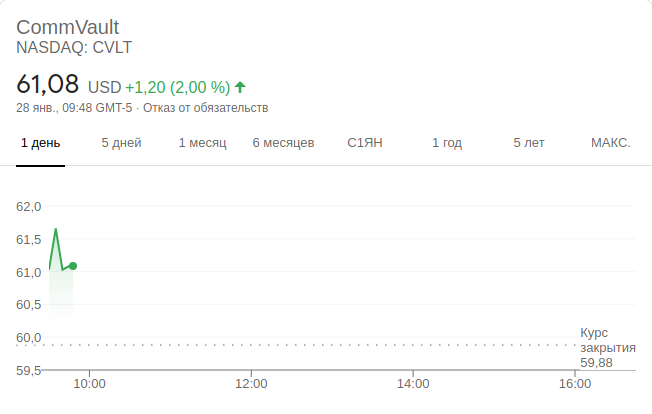 CommVault
NASDAQ: CVLT
61,08 USD +1,20 (2,00 %)
28 янв., 09:48 GMT-5 · Отказ от обязательств
1 день 5 дней 1 месяц 6 месяцев С1ЯН 1 год 5 лет МАКС.
62,0
61,5
61,0
60,5
60,0
Курс
закрытия
59,88
59,5
10:00 12:00 14:00 16:00